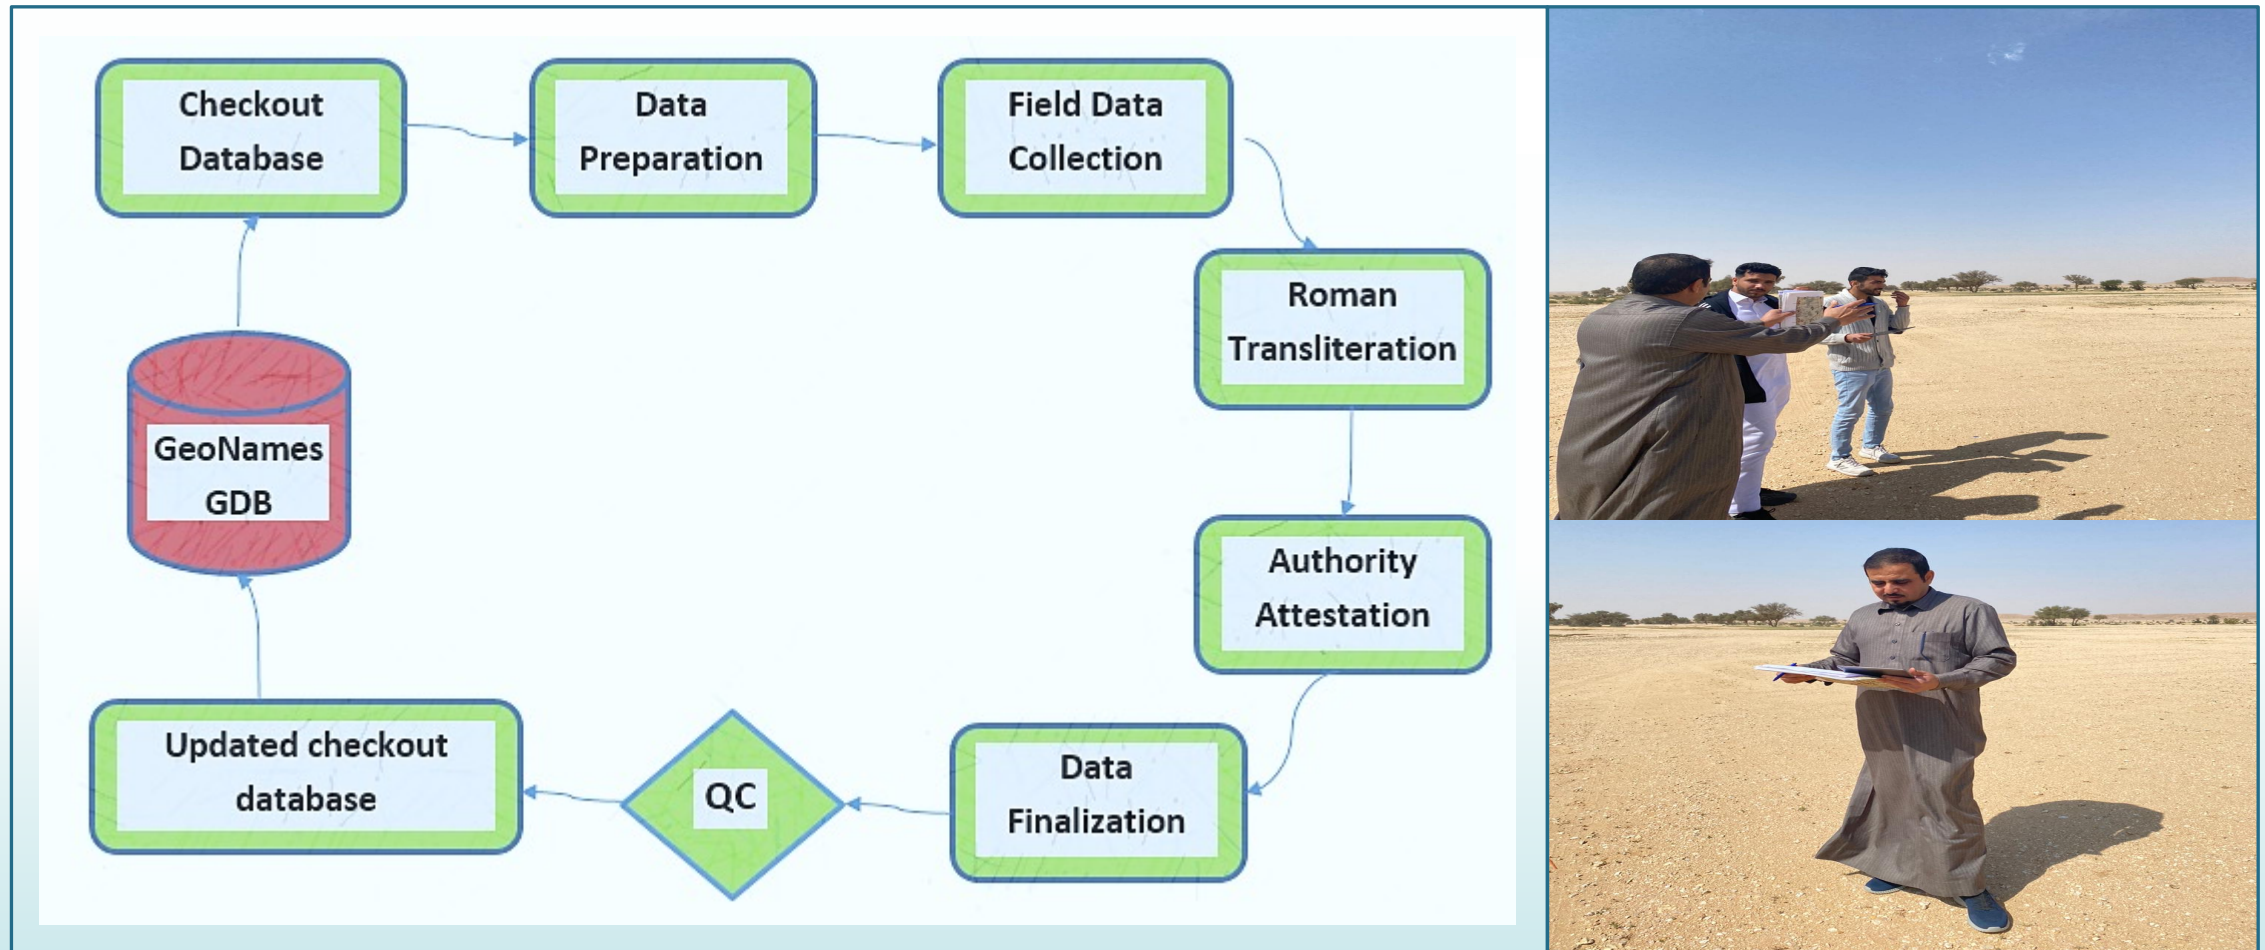 Checkout
Database
Data
Preparation
Field Data
Collection
Roman
Transliteration
Authority
Attestation
Data
Finalization
QC
Updated checkout
database
GeoNames
GDB